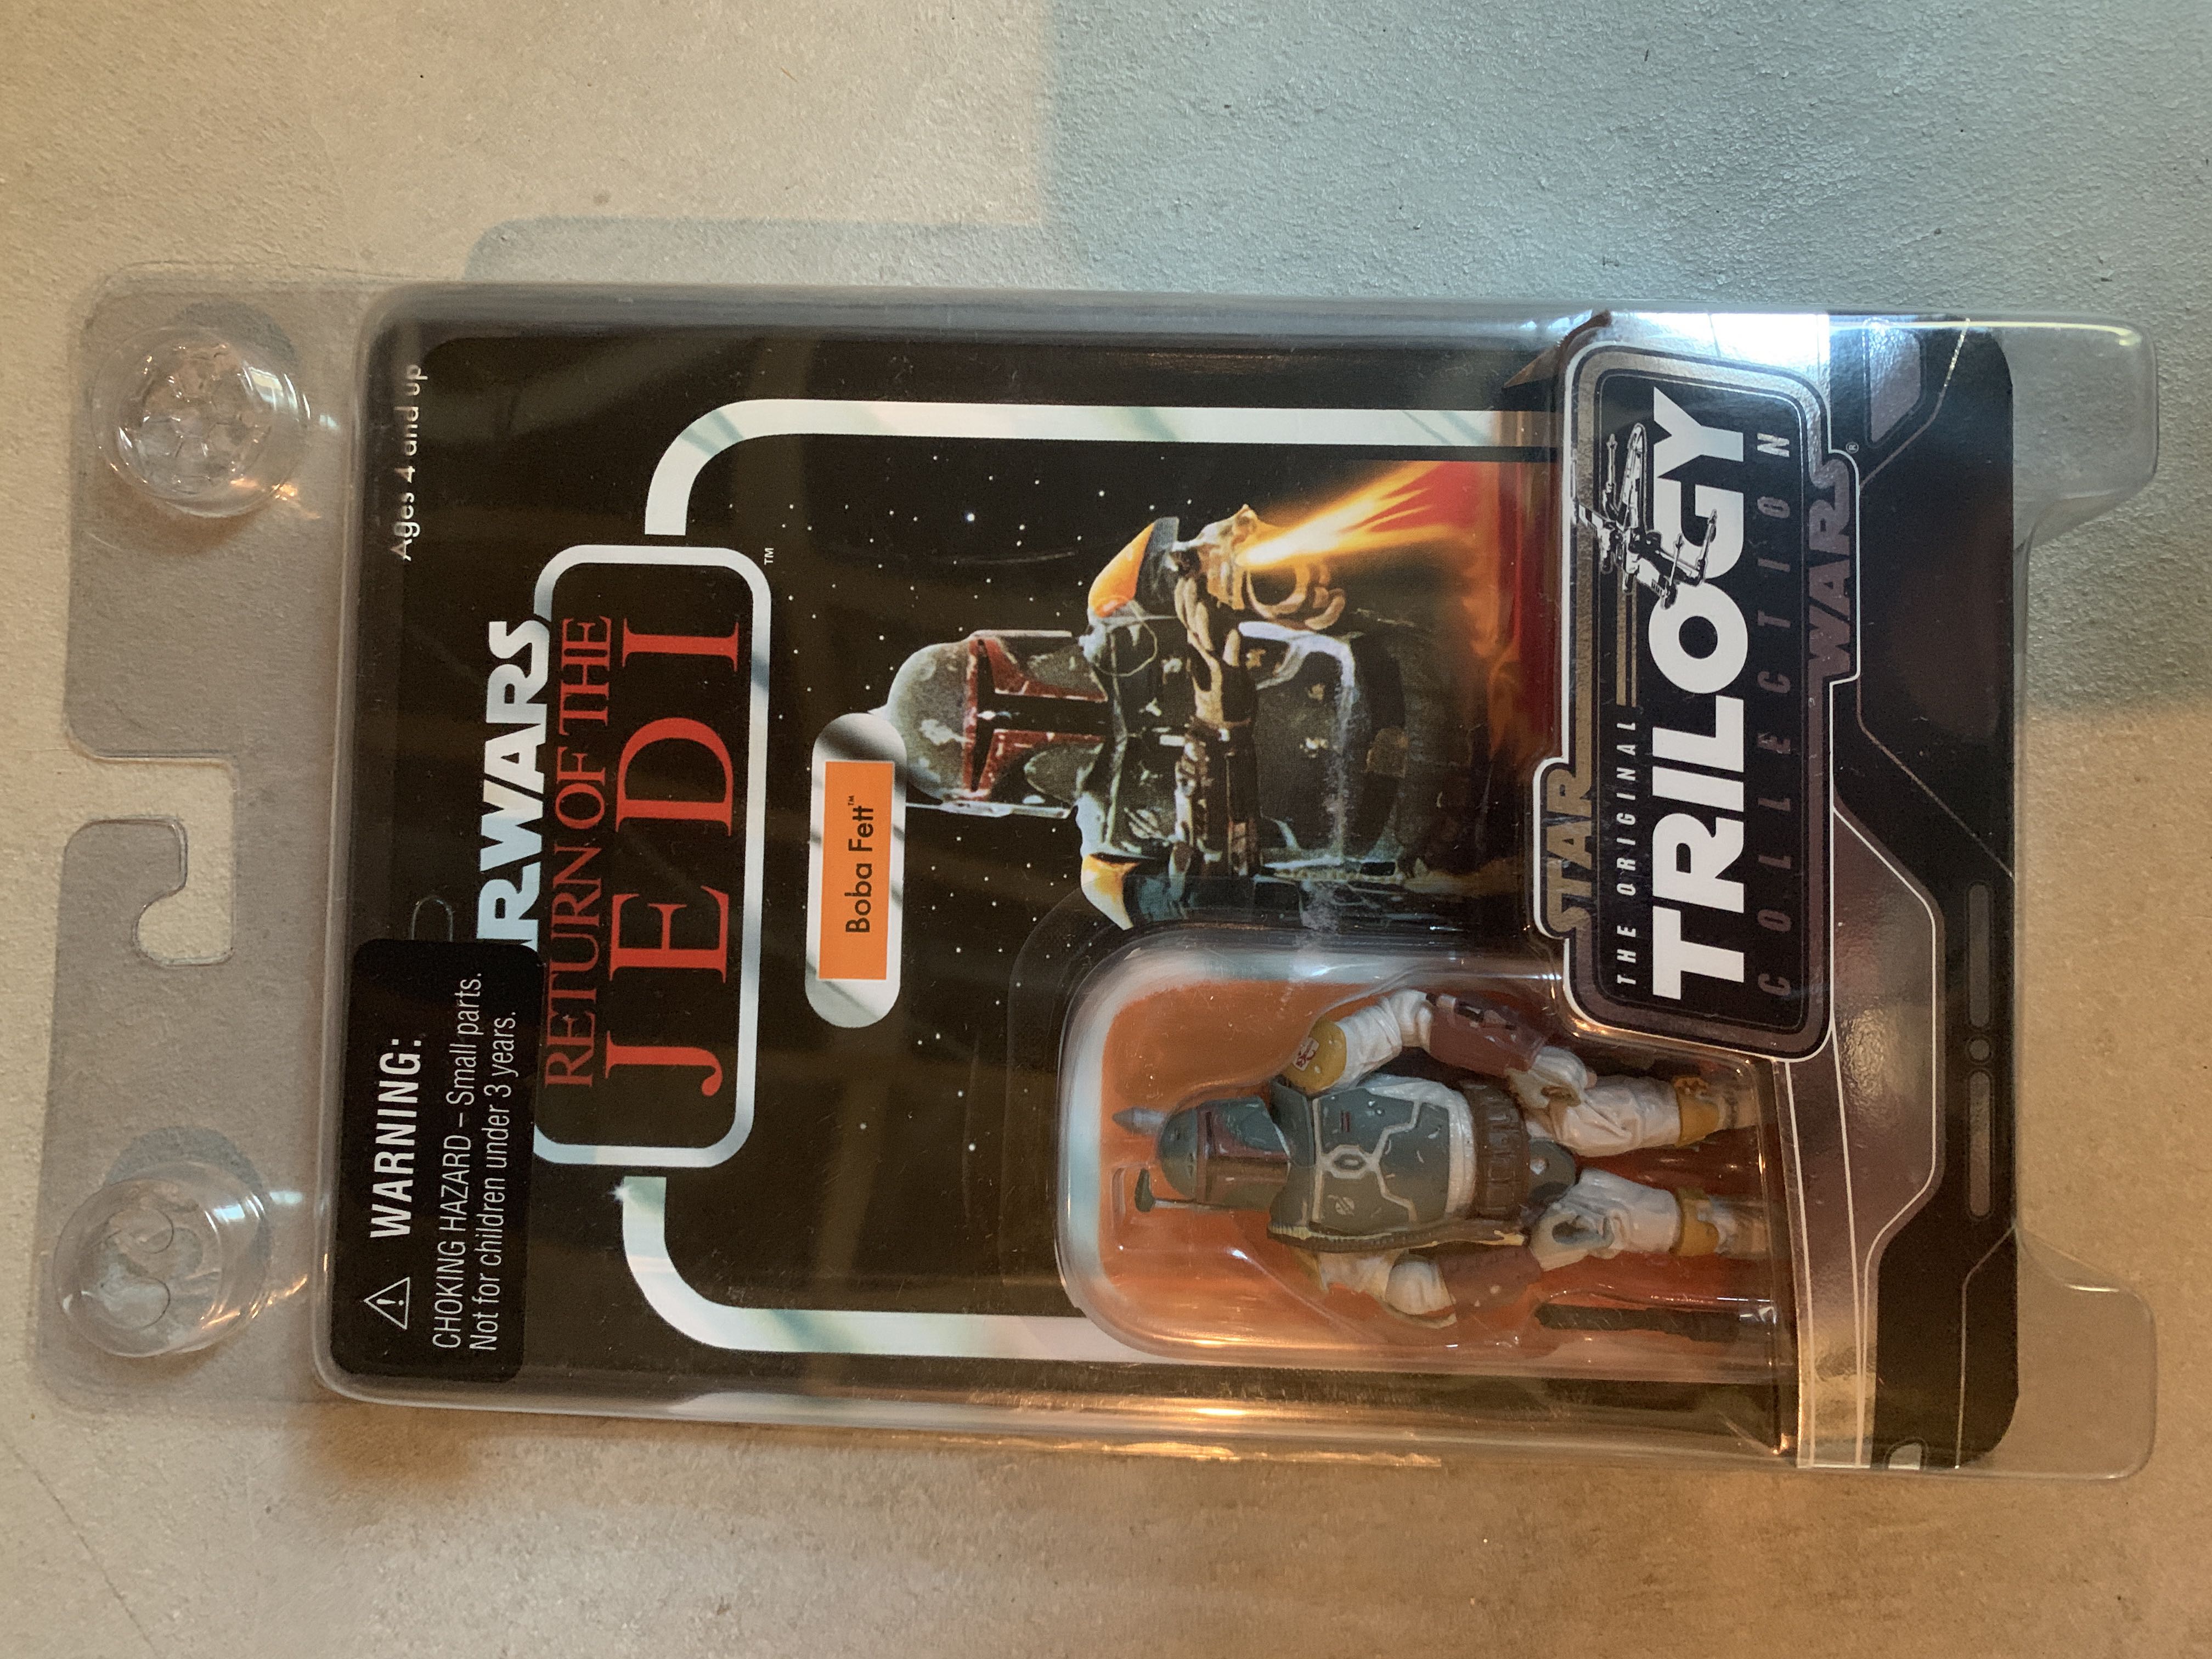 Ages 4 and up
WARNING:
CHOKING HAZARD – Small parts.
Not for children under 3 years.
R WARS
RETURN OF THE
JEDI
TM
Boba Fett™
STAR
THE ORIGINAL
TRILOGY
COLLECTION
WARS®